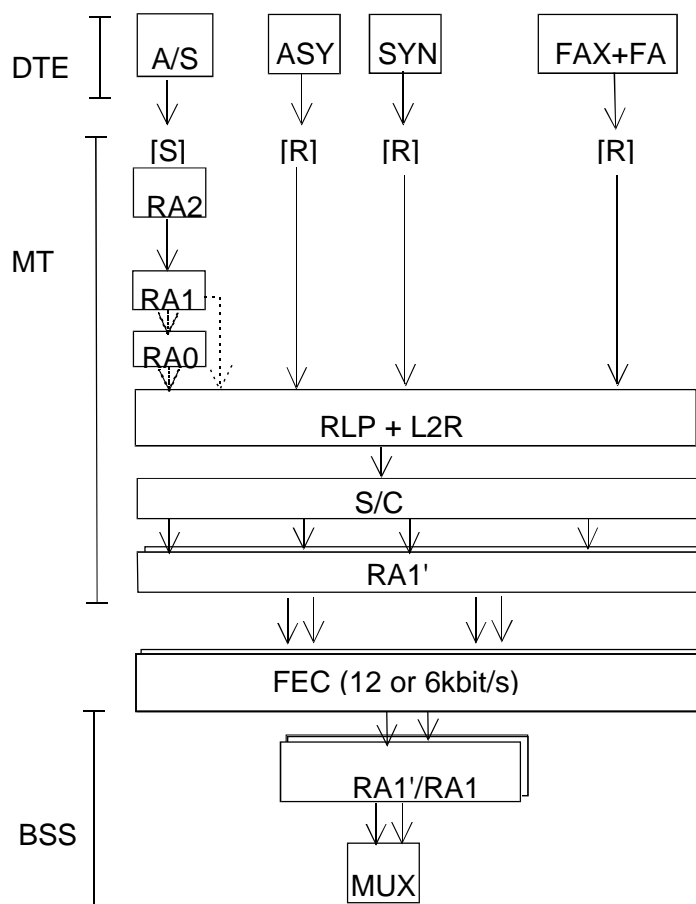 DTE
A/S ASY SYN FAX+FA
[S] [R] [R] [R]
RA2
MT
RA1
RA0
RLP + L2R
S/C
RA1'
FEC (12 or 6kbit/s)
RA1'/RA1
BSS
MUX